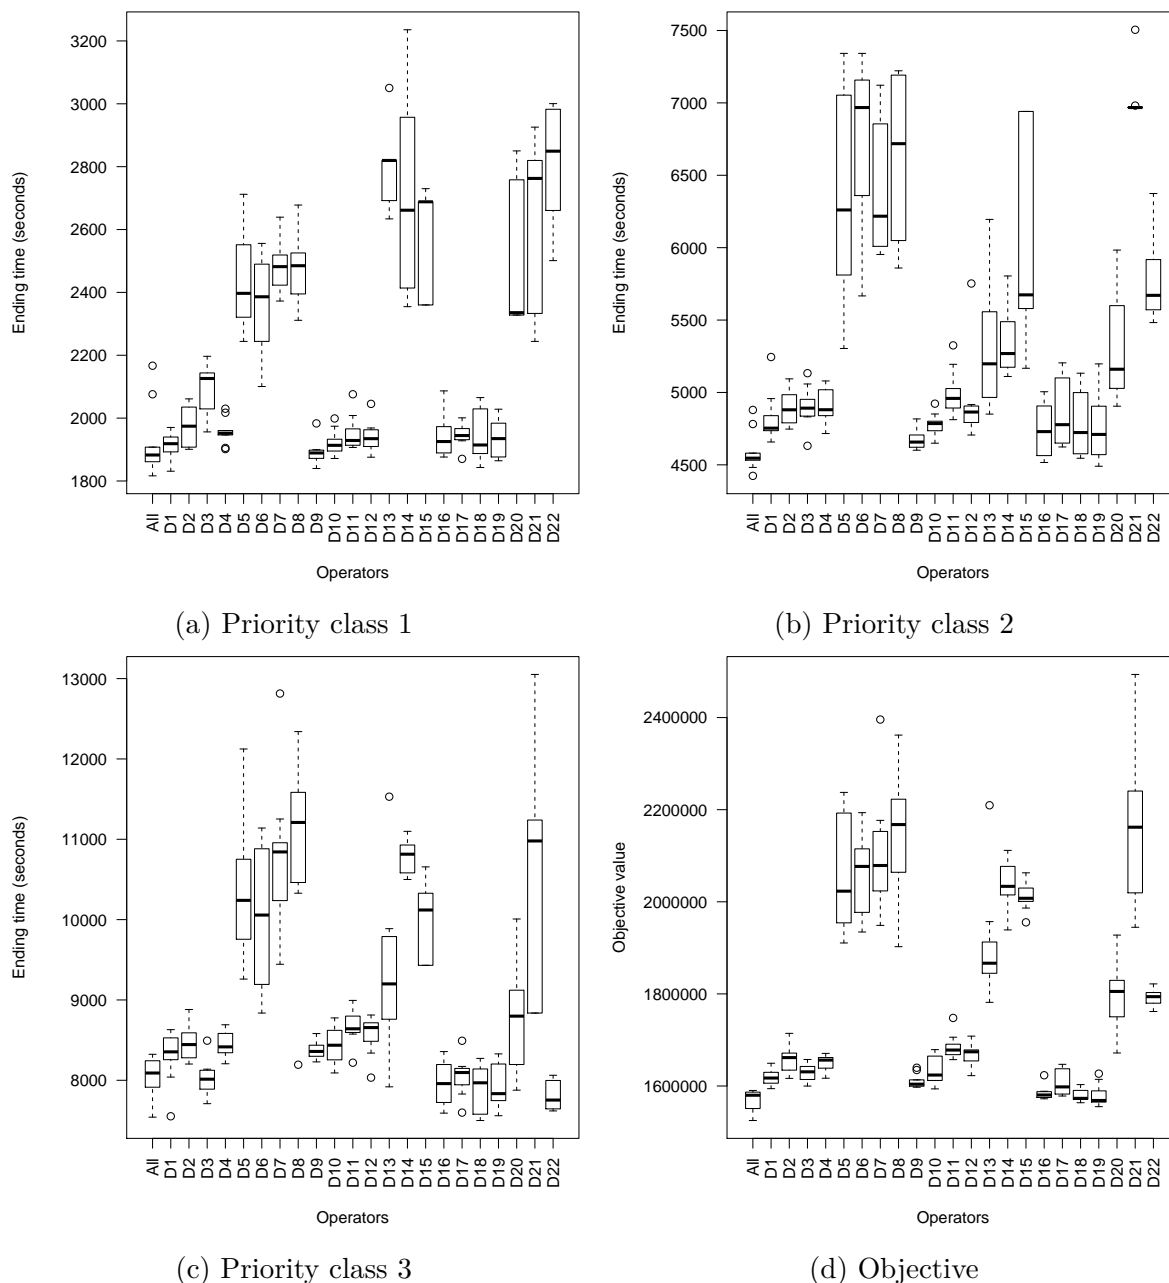 3200
3000
2800
2600
2400
2200
2000
1800
Ending time (seconds)
All D1 D2 D3 D4 D5 D6 D7 D8 D9 D10 D11 D12 D13 D14 D15 D16 D17 D18 D19 D20 D21 D22
Operators
(a) Priority class 1
7500
7000
6500
6000
5500
5000
4500
Ending time (seconds)
All D1 D2 D3 D4 D5 D6 D7 D8 D9 D10 D11 D12 D13 D14 D15 D16 D17 D18 D19 D20 D21 D22
Operators
(b) Priority class 2
13000
12000
11000
10000
9000
8000
Ending time (seconds)
All D1 D2 D3 D4 D5 D6 D7 D8 D9 D10 D11 D12 D13 D14 D15 D16 D17 D18 D19 D20 D21 D22
Operators
(c) Priority class 3
2400000
2200000
2000000
1800000
1600000
Objective value
All D1 D2 D3 D4 D5 D6 D7 D8 D9 D10 D11 D12 D13 D14 D15 D16 D17 D18 D19 D20 D21 D22
Operators
(d) Objective